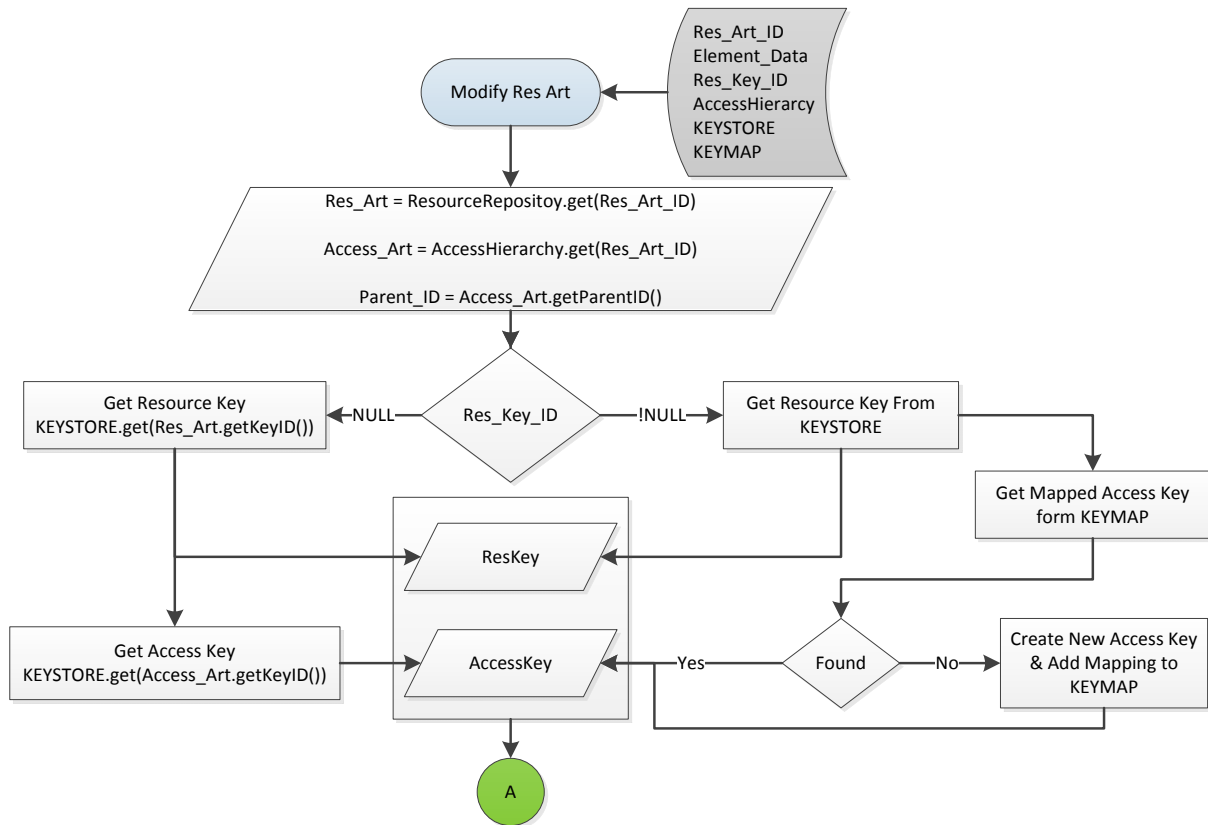 Res_Art_ID
Element_Data
Res_Key_ID
AccessHierarcy
KEYSTORE
KEYMAP
Modify Res Art
Res_Art = ResourceRepositoy.get(Res_Art_ID)
Access_Art = AccessHierarchy.get(Res_Art_ID)
Parent_ID = Access_Art.getParentID()
Get Resource Key
KEYSTORE.get(Res_Art.getKeyID())
NULL
Res_Key_ID
!NULL
Get Resource Key From
KEYSTORE
Get Mapped Access Key
form KEYMAP
ResKey
Get Access Key
KEYSTORE.get(Access_Art.getKeyID())
AccessKey
Yes
Found
No
Create New Access Key
& Add Mapping to
KEYMAP
A